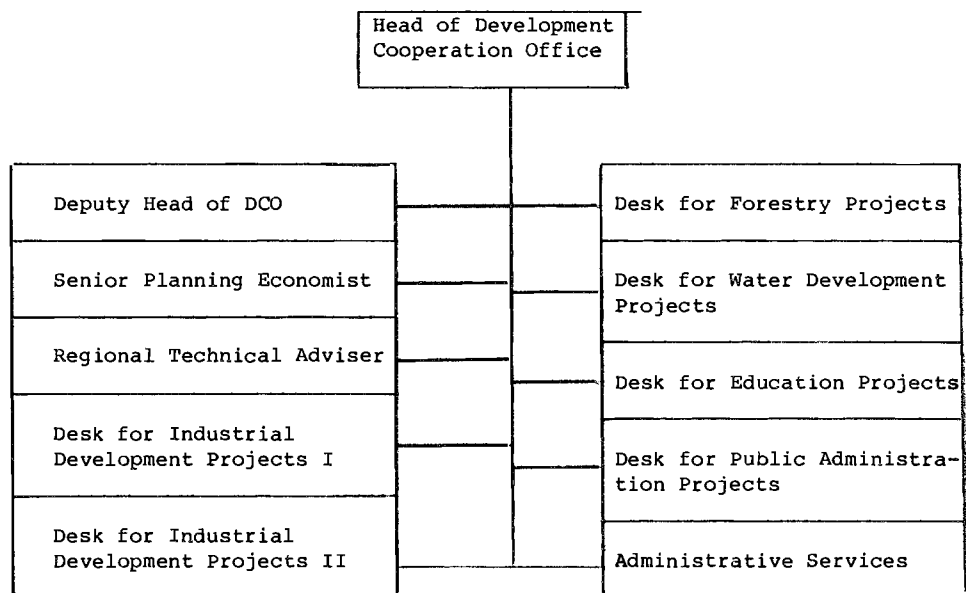 Head of Development
Cooperation Office
Deputy Head of DCO
Senior Planning Economist
Regional Technical Adviser
Desk for Industrial
Development Projects I
Desk for Industrial
Development Projects II
Desk for Forestry Projects
Desk for Water Development
Projects
Desk for Education Projects
Desk for Public Administra-
tion Projects
Administrative Services